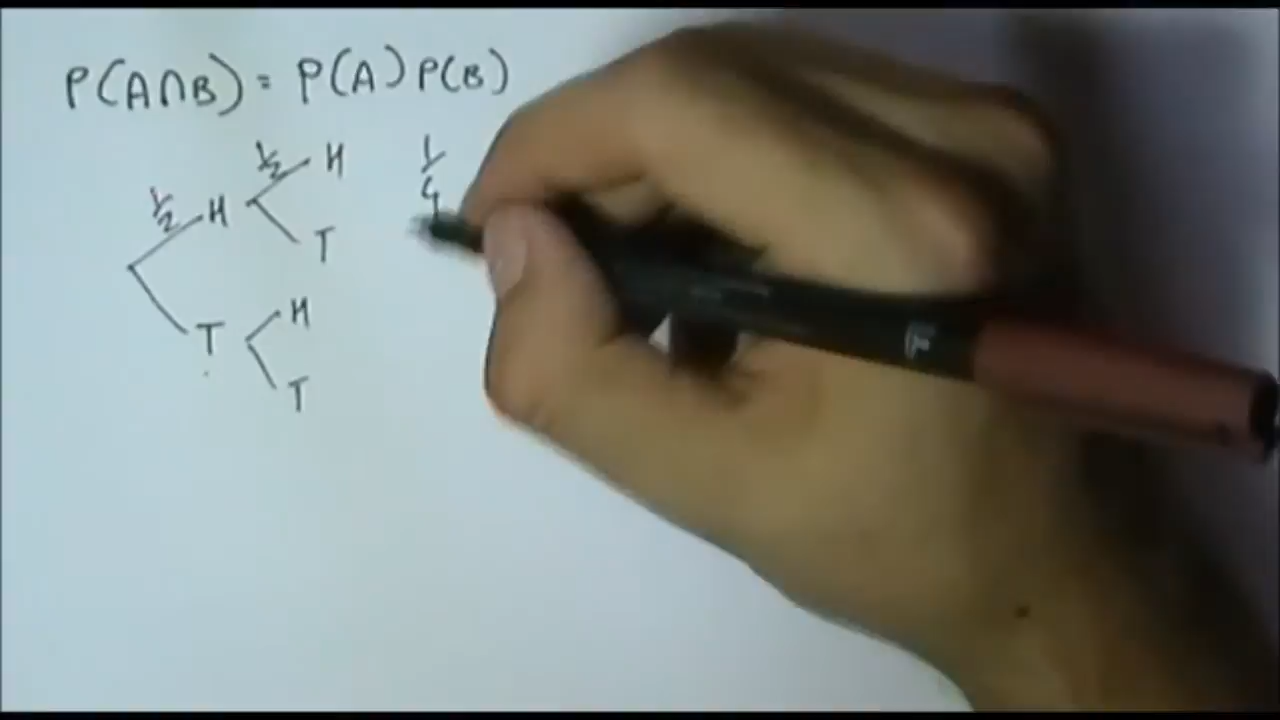 P(A∩B) = P(A) P(B)
1/2 H 1/4
1/2 H
T
H
T
T
F